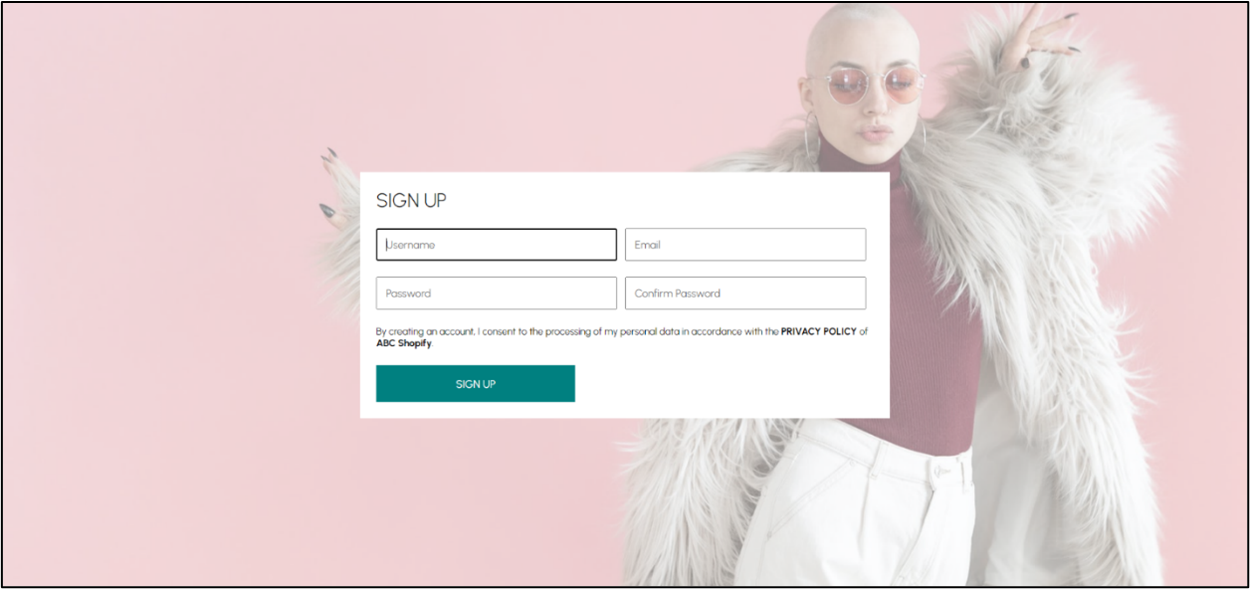 SIGN UP
Username
Email
Password
Confirm Password
By creating an account, I consent to the processing of my personal data in accordance with the PRIVACY POLICY of
ABC Shopify.
SIGN UP